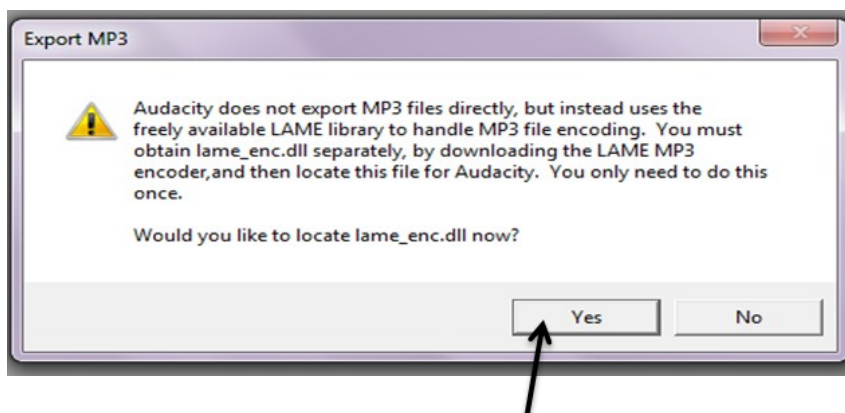 Export MP3
Audacity does not export MP3 files directly, but instead uses the
freely available LAME library to handle MP3 file encoding.  You must
obtain lame_enc.dll separately, by downloading the LAME MP3
encoder,and then locate this file for Audacity.  You only need to do this
once.
Would you like to locate lame_enc.dll now?
Yes No